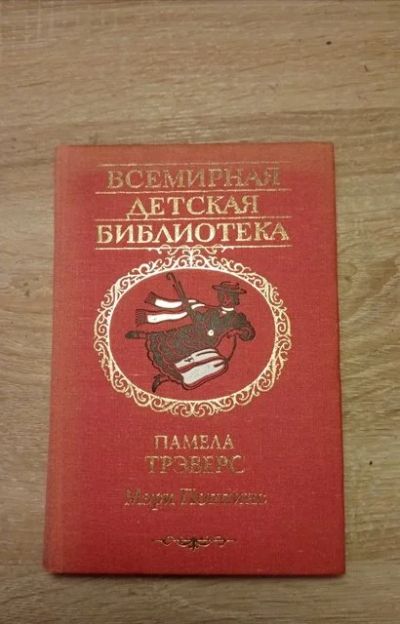 ВСЕМИРНАЯ
ДЕТСКАЯ
БИБЛИОТЕКА
ПАМЕЛА
ТРЭВЕРС
Мэри Поппинс